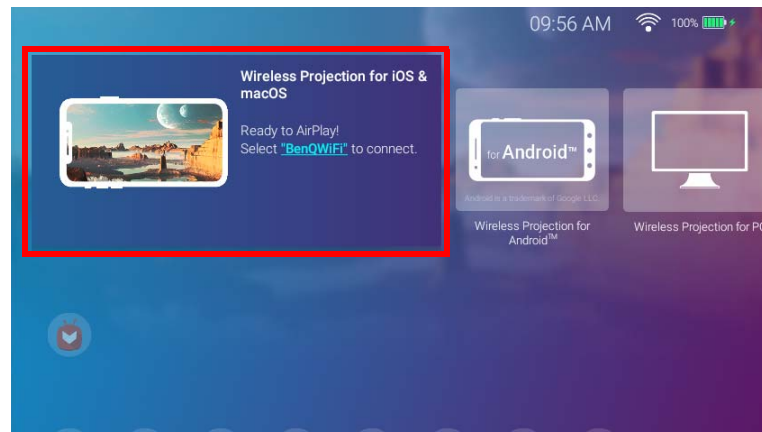 09:56 AM
100%
Wireless Projection for iOS &
macOS
Ready to AirPlay!
Select "BenQWiFi" to connect.
for Android™
Android is a trademark of Google LLC.
Wireless Projection for
Android™
Wireless Projection for